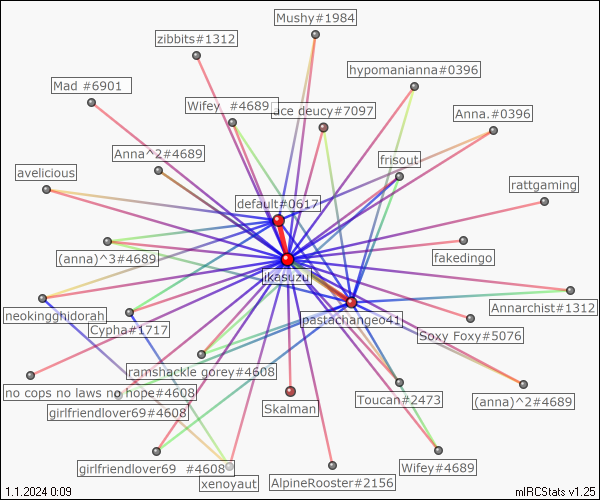 Mushy#1984
zibbits#1312
hypomanianna#0396
Mad #6901
Wifey #4689
ace deucy#7097
Anna.#0396
Anna^2#4689
frisout
avelicious
rattgaming
default#0617
(anna)^3#4689
fakedingo
jkasuzu
Annarchist#1312
neokingghjdorah
Cypha#1717
pastachangeo41
Soxy Foxy#5076
ramshackle gorey#4608
no cops no laws no hope#4608
Toucan#2473
(anna)^2#4689
girlfriendlover69#4608
Skalman
girlfriendlover69 #4608
Wifey#4689
xenoyaut
AlpineRooster#2156
1.1.2024 0:09
mIRCStats v1.25